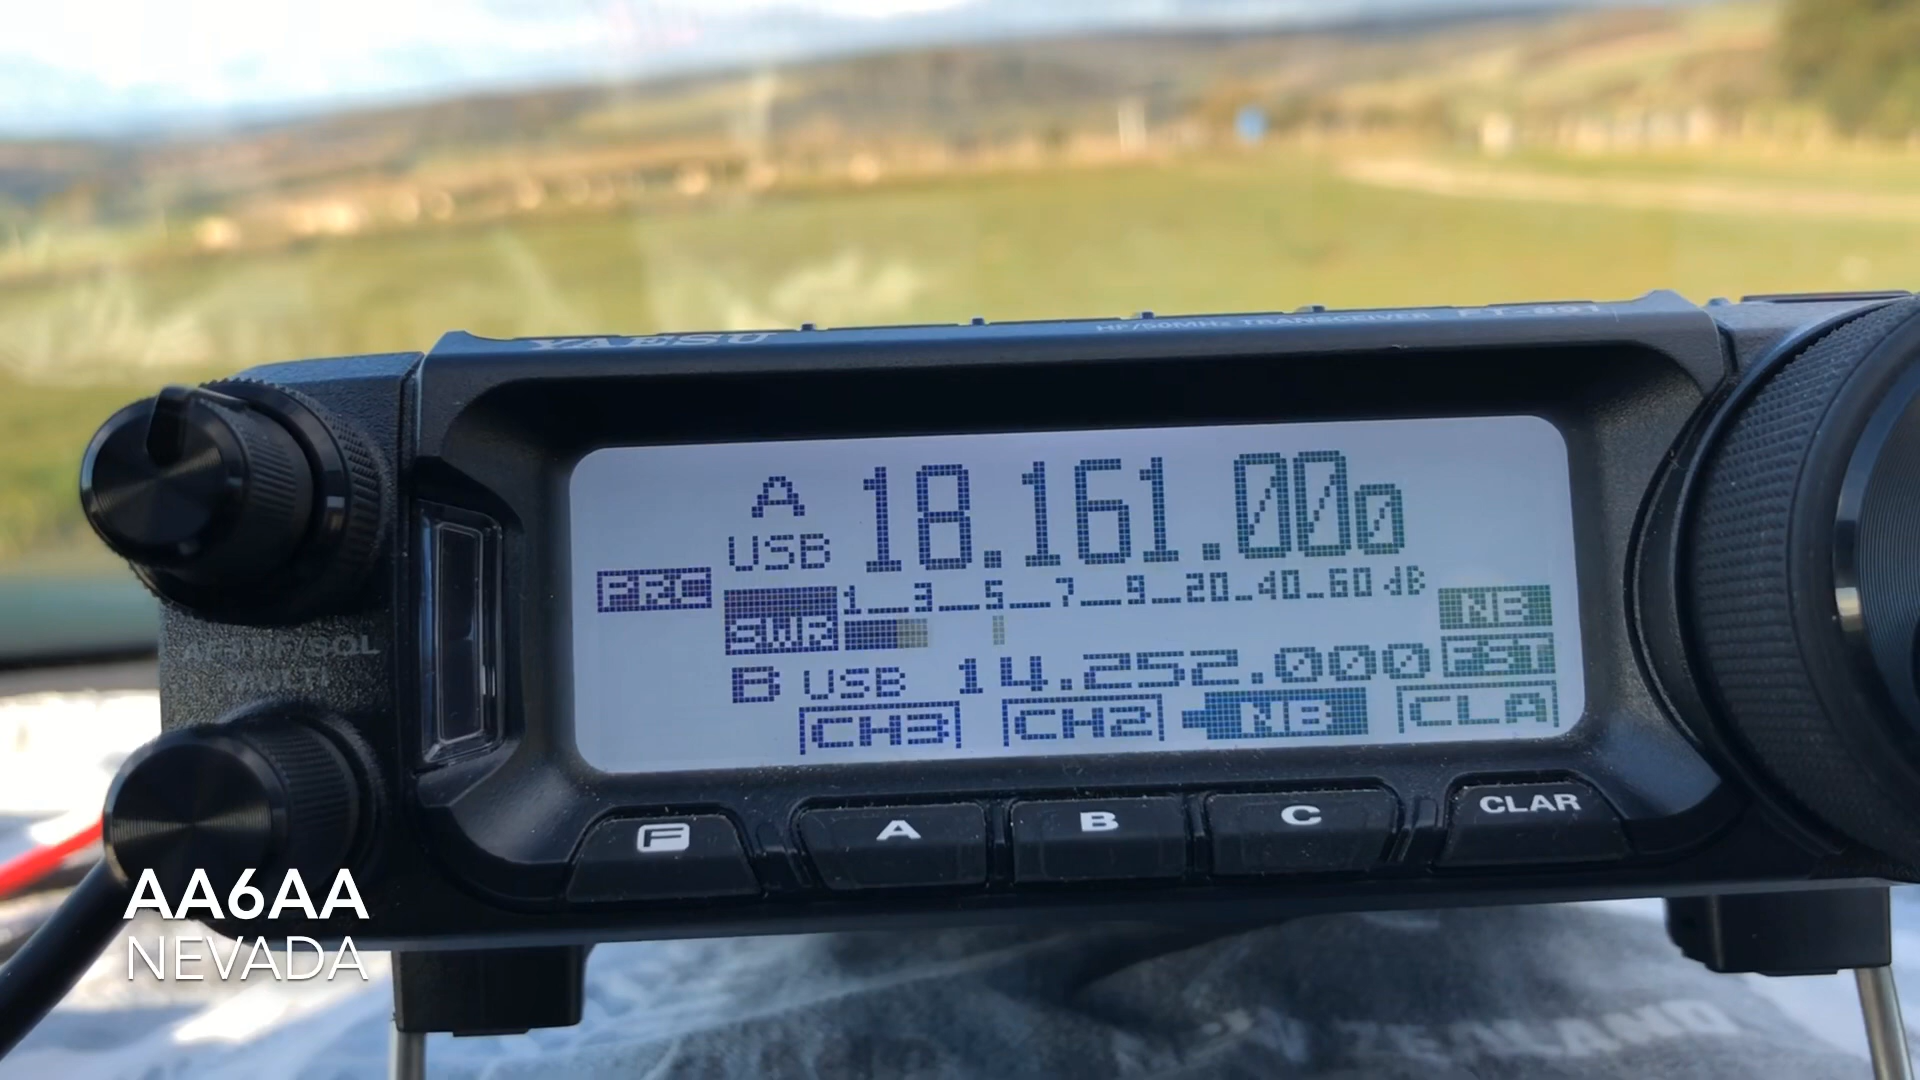 YAESU
HF/50MHz TRANSCEIVER FT-891
A 18.161.000
USB
PRC
1 3 5 7 9 20 40 60 dB
NB
SWR
B USB 14.252.000 FST
CH3 CH2 NB CLA
F A B C CLAR
AF RF/SQL
MULTI
AA6AA
NEVADA
ZEALAND